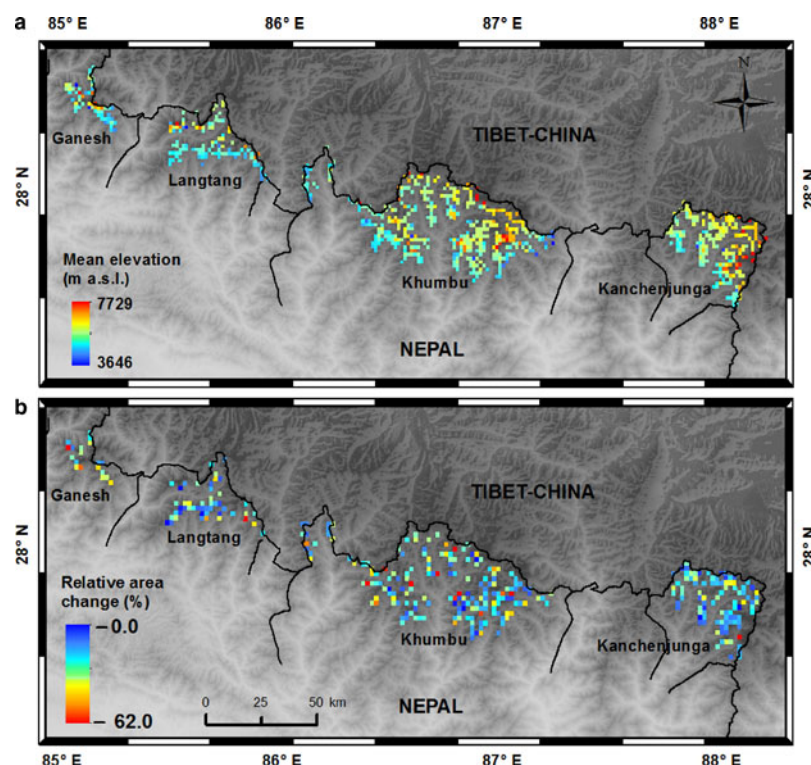 a
85° E 86° E 87° E 88° E
N
TIBET-CHINA
Ganesh
Langtang
28° N
28° N
Mean elevation
(m a.s.l.)
7729
3646
Khumbu
Kanchenjunga
NEPAL
b
TIBET-CHINA
Ganesh
Langtang
28° N
28° N
Relative area
change (%)
– 0.0
– 62.0
Khumbu
Kanchenjunga
0 25 50 km
NEPAL
85° E 86° E 87° E 88° E